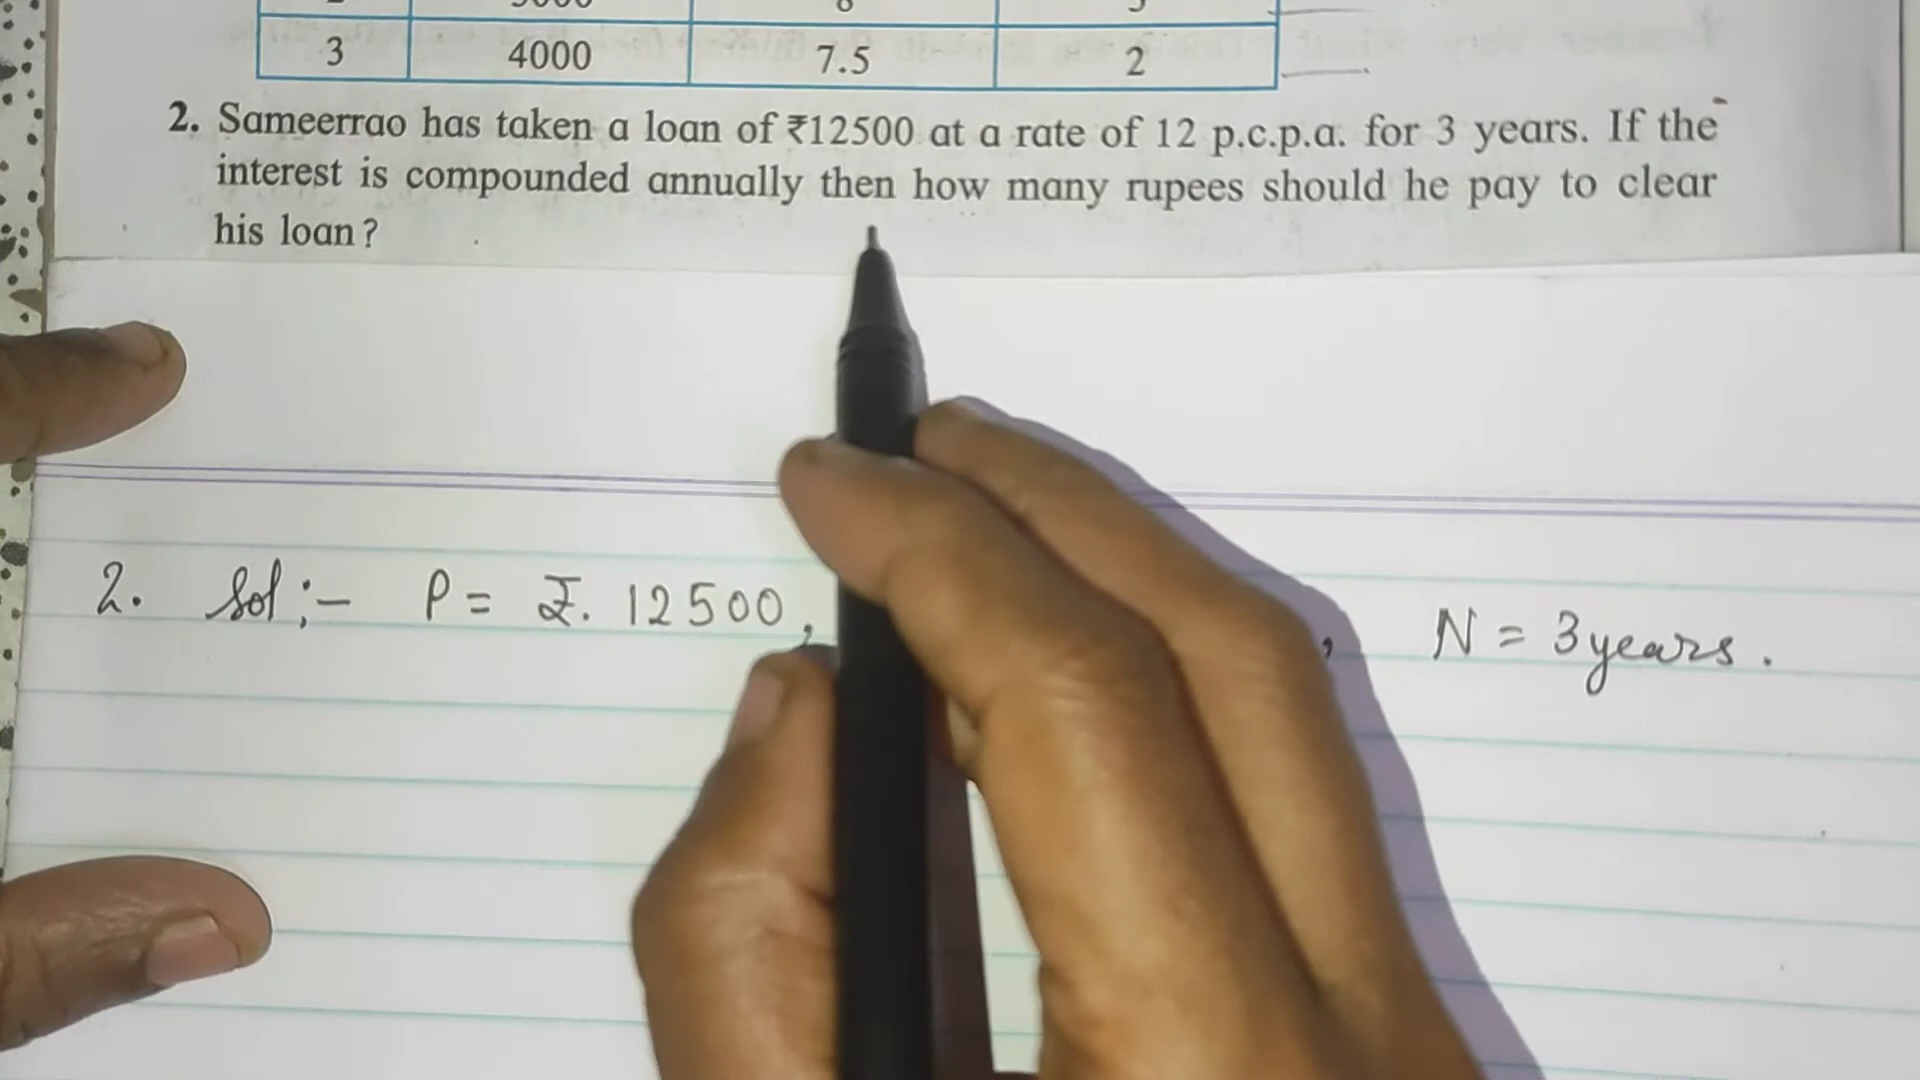 3 4000 7.5 2
2. Sameerrao has taken a loan of ₹12500 at a rate of 12 p.c.p.a. for 3 years. If the
interest is compounded annually then how many rupees should he pay to clear
his loan?
2. Sol:- P = ₹. 12500, , N = 3 years.